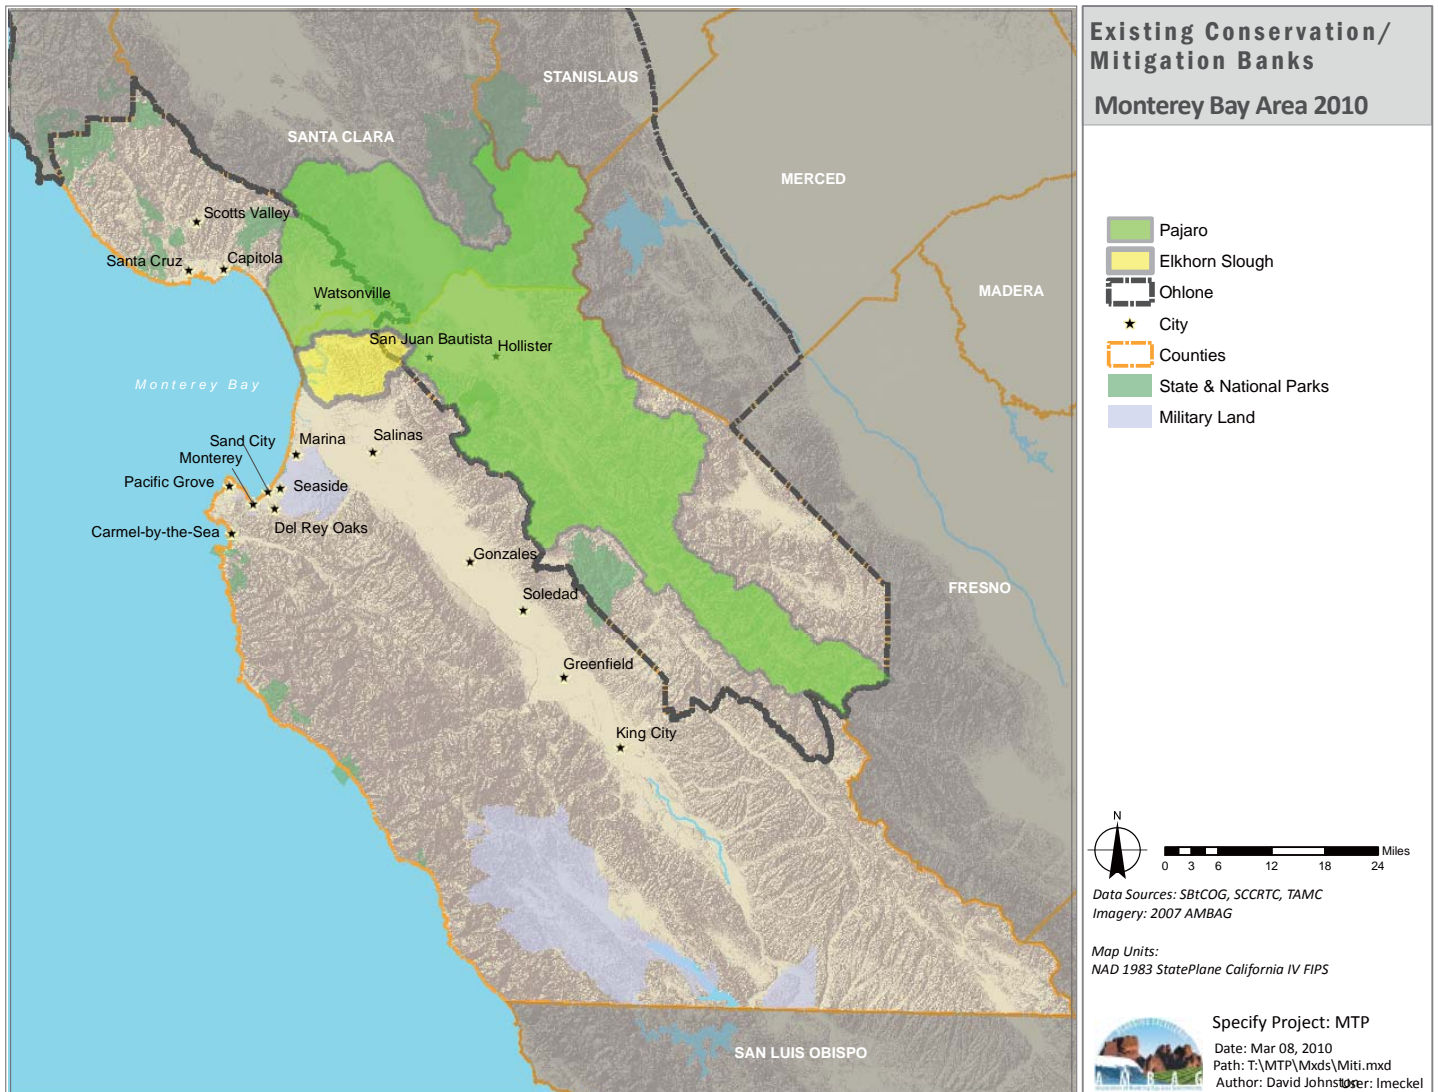 Existing Conservation/
Mitigation Banks
Monterey Bay Area 2010
STANISLAUS
SANTA CLARA
MERCED
MADERA
FRESNO
SAN LUIS OBISPO
Scotts Valley
Santa Cruz
Capitola
Watsonville
San Juan Bautista
Hollister
Monterey Bay
Sand City
Marina
Salinas
Monterey
Pacific Grove
Seaside
Del Rey Oaks
Carmel-by-the-Sea
Gonzales
Soledad
Greenfield
King City
Pajaro
Elkhorn Slough
Ohlone
City
Counties
State & National Parks
Military Land
N
Miles
0 3 6 12 18 24
Data Sources: SBtCOG, SCCRTC, TAMC
Imagery: 2007 AMBAG
Map Units:
NAD 1983 StatePlane California IV FIPS
Specify Project: MTP
Date: Mar 08, 2010
Path: T:\MTP\Mxds\Miti.mxd
Author: David Johnston
User: lmeckel